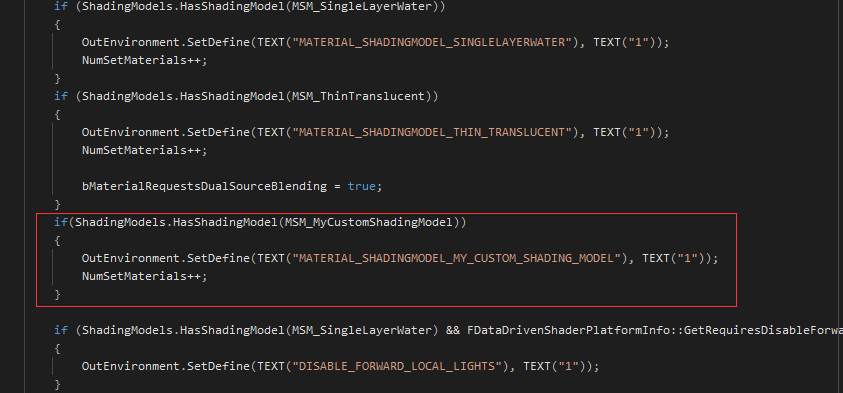 if (ShadingModels.HasShadingModel(MSM_SingleLayerWater))
{
OutEnvironment.SetDefine(TEXT("MATERIAL_SHADINGMODEL_SINGLELAYERWATER"), TEXT("1"));
NumSetMaterials++;
}
if (ShadingModels.HasShadingModel(MSM_ThinTranslucent))
{
OutEnvironment.SetDefine(TEXT("MATERIAL_SHADINGMODEL_THIN_TRANSLUCENT"), TEXT("1"));
NumSetMaterials++;
bMaterialRequestsDualSourceBlending = true;
}
if(ShadingModels.HasShadingModel(MSM_MyCustomShadingModel))
{
OutEnvironment.SetDefine(TEXT("MATERIAL_SHADINGMODEL_MY_CUSTOM_SHADING_MODEL"), TEXT("1"));
NumSetMaterials++;
}
if (ShadingModels.HasShadingModel(MSM_SingleLayerWater) && FDataDrivenShaderPlatformInfo::GetRequiresDisableForwa
{
OutEnvironment.SetDefine(TEXT("DISABLE_FORWARD_LOCAL_LIGHTS"), TEXT("1"));
}